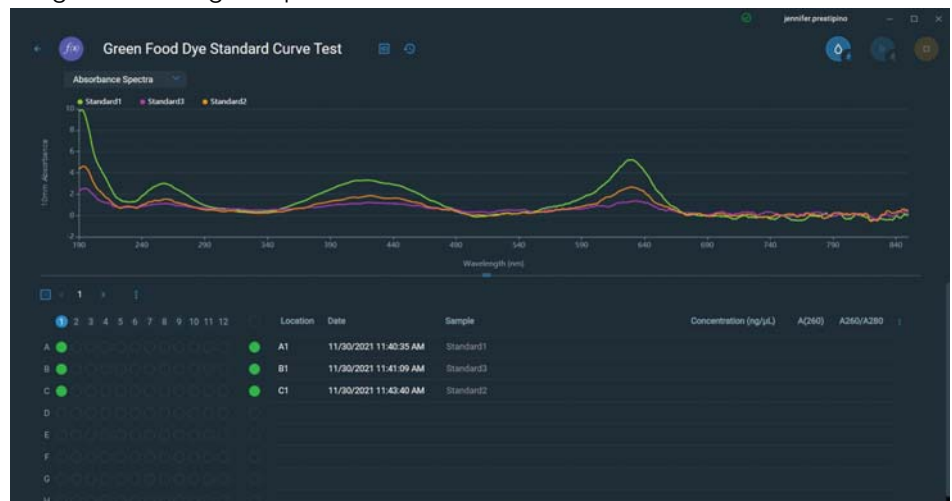 jennifer.prestipino
f(x) Green Food Dye Standard Curve Test
Absorbance Spectra
Standard1 Standard3 Standard2
10
8
6
4
2
0
-2
10mm Absorbance
190 240 290 340 390 440 490 540 590 640 690 740 790 840
Wavelength (nm)
1
1 2 3 4 5 6 7 8 9 10 11 12 Location Date Sample Concentration (ng/µL) A(260) A260/A280
A A1 11/30/2021 11:40:35 AM Standard1
B B1 11/30/2021 11:41:09 AM Standard3
C C1 11/30/2021 11:43:40 AM Standard2
D
E
F
G